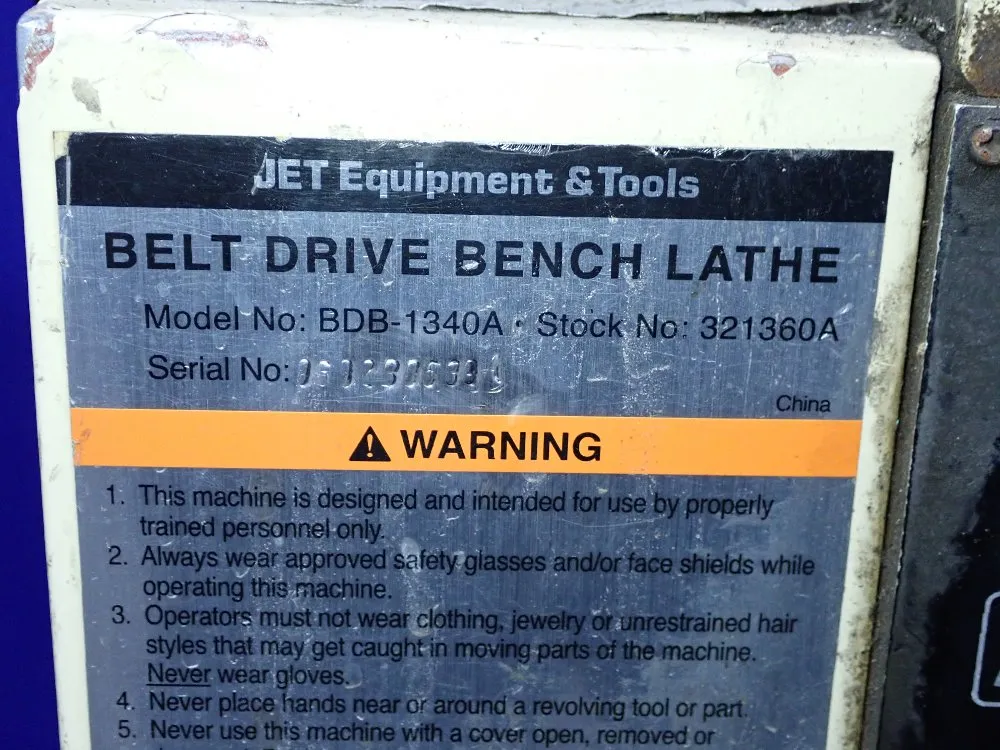 JET Equipment & Tools
BELT DRIVE BENCH LATHE
Model No: BDB-1340A · Stock No: 321360A
Serial No:
China
⚠ WARNING
1. This machine is designed and intended for use by properly
trained personnel only.
2. Always wear approved safety glasses and/or face shields while
operating this machine.
3. Operators must not wear clothing, jewelry or unrestrained hair
styles that may get caught in moving parts of the machine.
Never wear gloves.
4. Never place hands near or around a revolving tool or part.
5. Never use this machine with a cover open, removed or